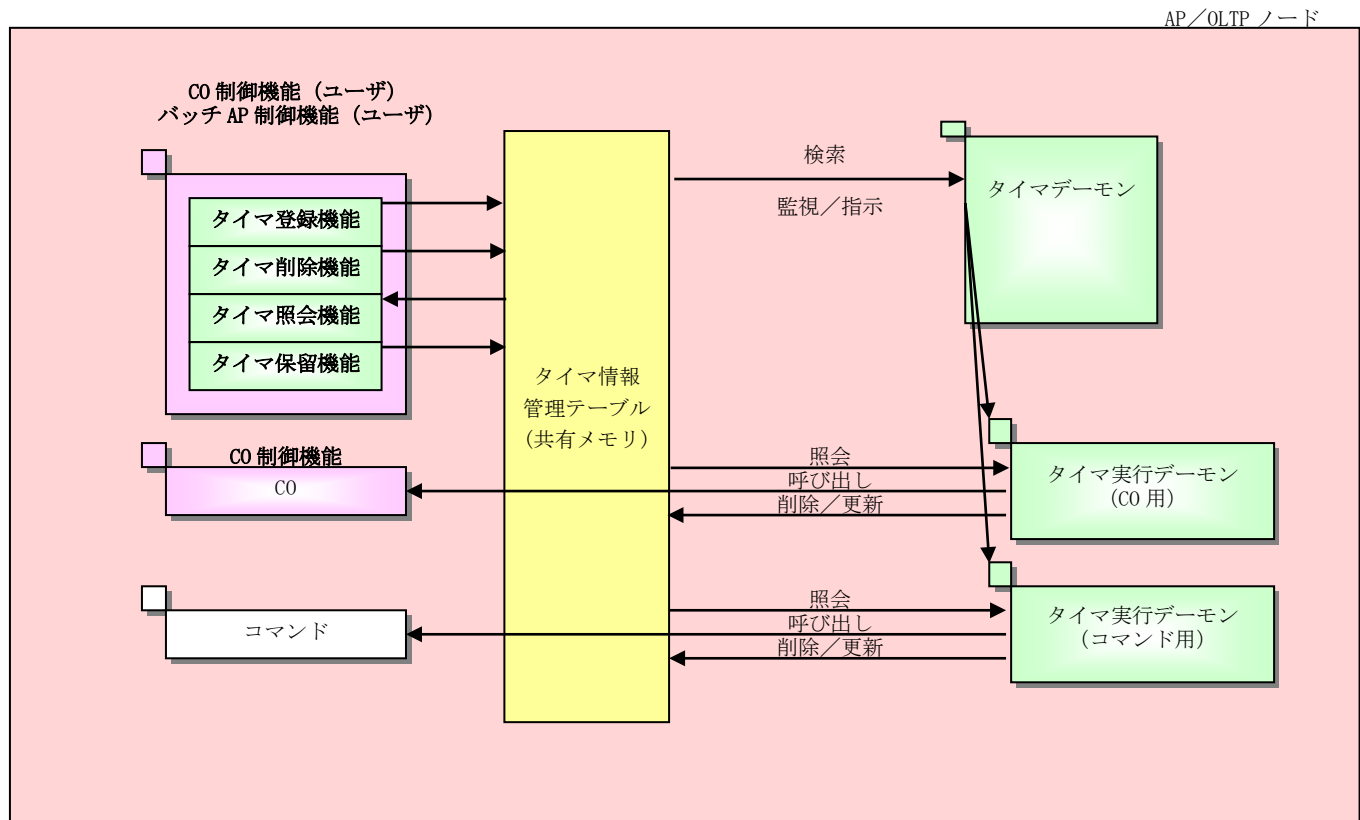 AP／OLTP ノード
CO 制御機能（ユーザ）
バッチ AP 制御機能（ユーザ）
タイマ登録機能
タイマ削除機能
タイマ照会機能
タイマ保留機能
タイマ情報
管理テーブル
（共有メモリ）
検索
監視／指示
タイマデーモン
CO 制御機能
CO
照会
呼び出し
削除／更新
タイマ実行デーモン
（CO 用）
コマンド
照会
呼び出し
削除／更新
タイマ実行デーモン
（コマンド用）